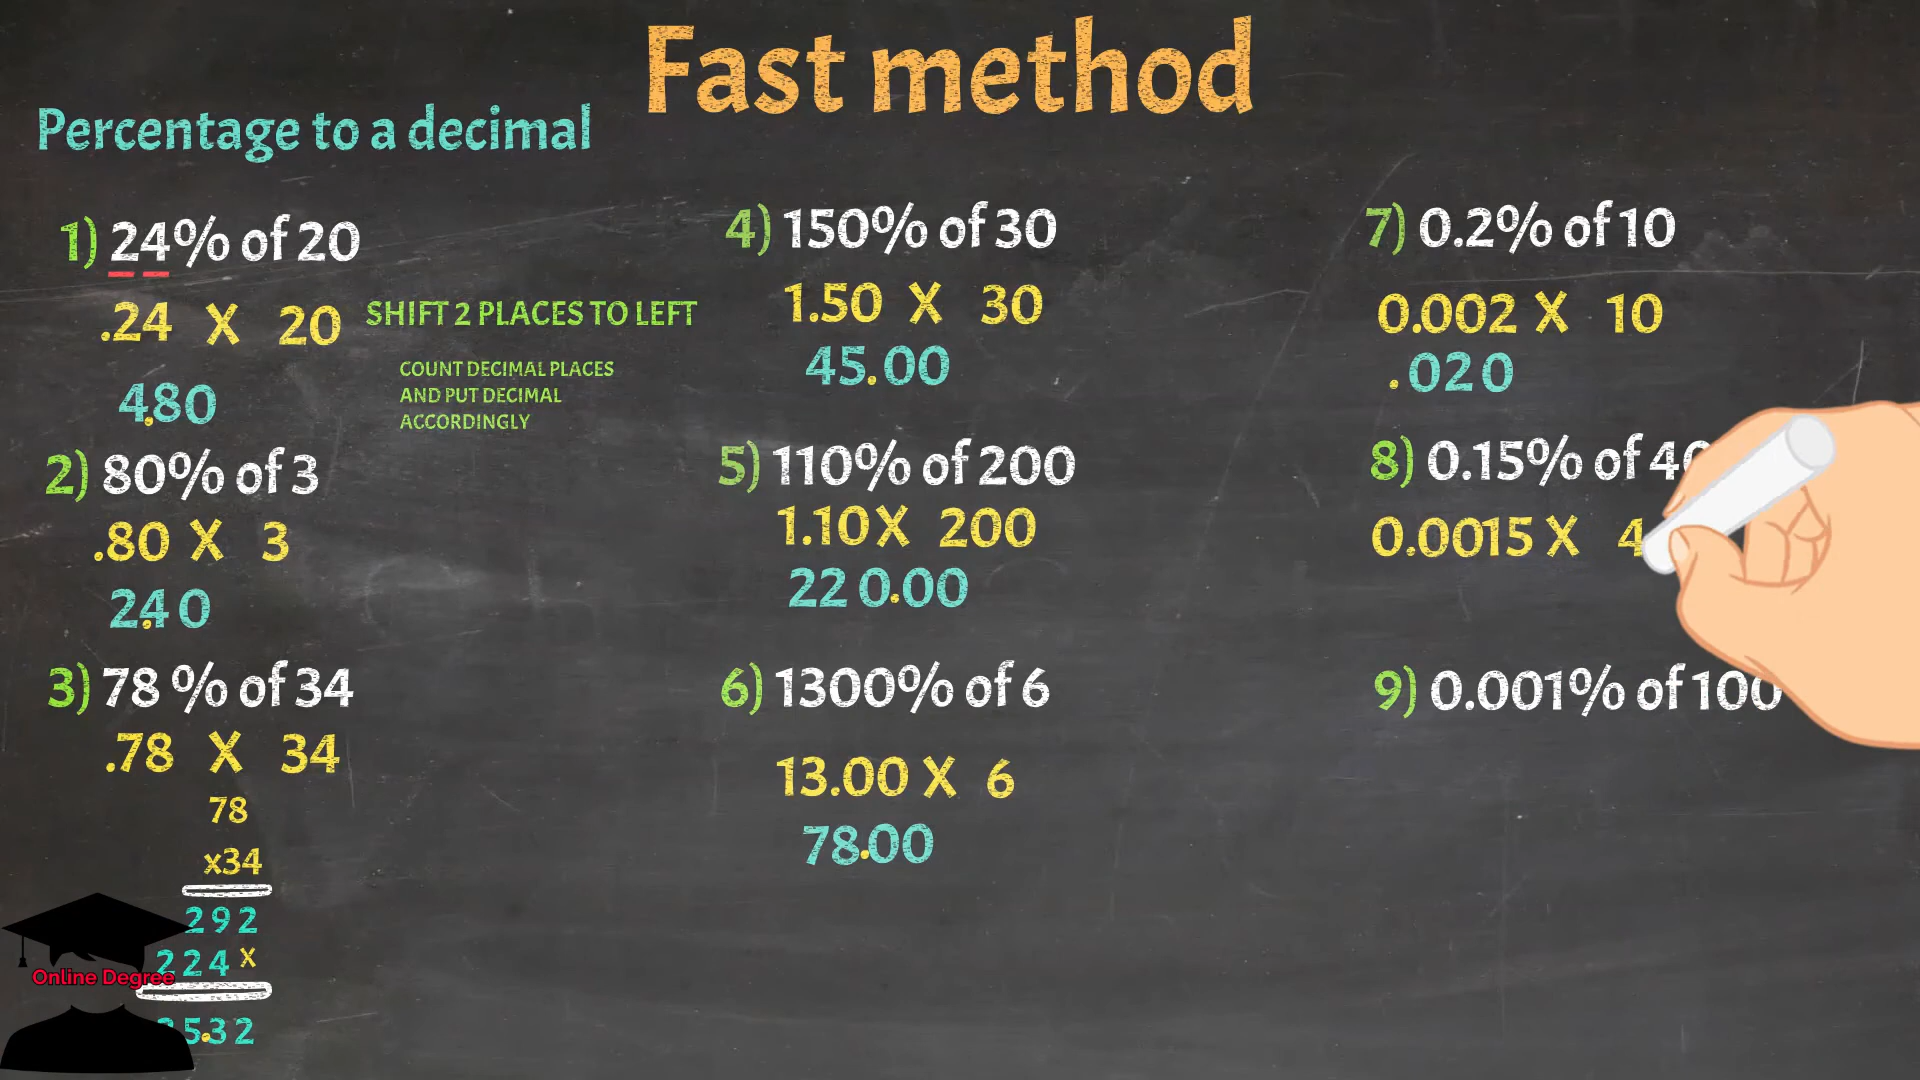 Fast method
Percentage to a decimal
1) 24% of 20
.24 X 20
SHIFT 2 PLACES TO LEFT
COUNT DECIMAL PLACES
AND PUT DECIMAL
ACCORDINGLY
4.80
2) 80% of 3
.80 X 3
2.40
3) 78 % of 34
.78 X 34
78
x34
292
224 X
5.32
Online Degree
4) 150% of 30
1.50 X 30
45.00
5) 110% of 200
1.10 X 200
220.00
6) 1300% of 6
13.00 X 6
78.00
7) 0.2% of 10
0.002 X 10
.020
8) 0.15% of 40
0.0015 X 4
9) 0.001% of 100